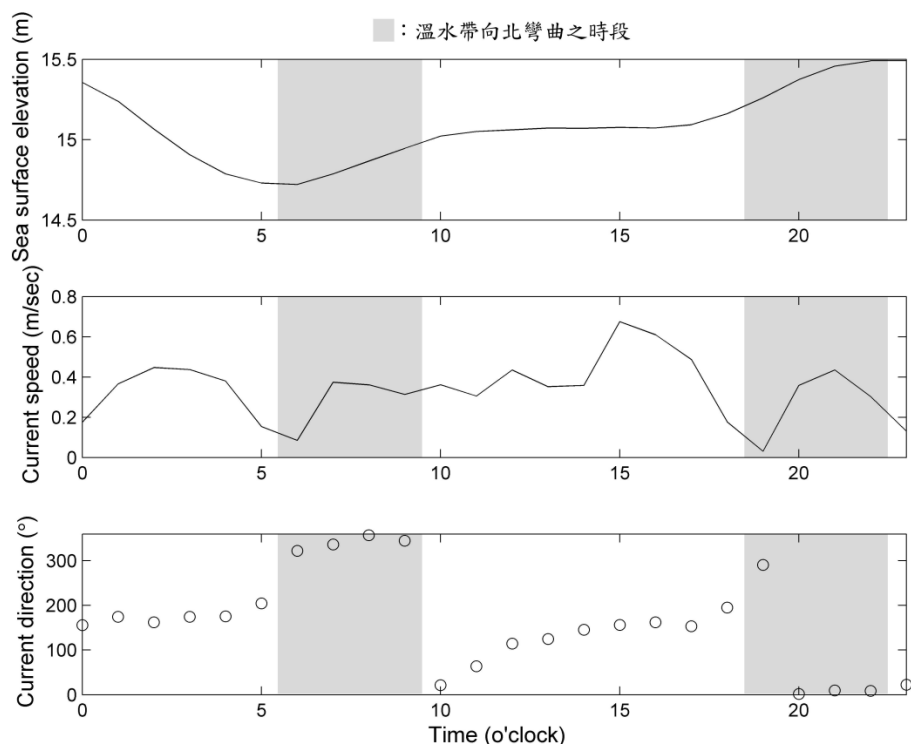 ：溫水帶向北彎曲之時段
Sea surface elevation (m)
15.5
15
14.5
0 5 10 15 20
Current speed (m/sec)
0.8
0.6
0.4
0.2
0
0 5 10 15 20
Current direction (°)
300
200
100
0
0 5 10 15 20
Time (o'clock)